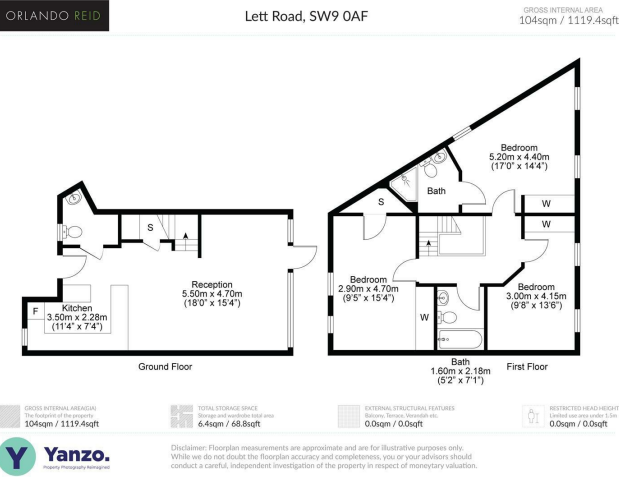 ORLANDO REID
Lett Road, SW9 0AF
GROSS INTERNAL AREA
104sqm / 1119.4sqft
Bedroom
5.20m x 4.40m
(17'0" x 14'4")
Bath
S
W
W
S
Reception
5.50m x 4.70m
(18'0" x 15'4")
Bedroom
2.90m x 4.70m
(9'5" x 15'4")
Bedroom
3.00m x 4.15m
(9'8" x 13'6")
F
Kitchen
3.50m x 2.28m
(11'4" x 7'4")
W
Bath
1.60m x 2.18m
(5'2" x 7'1")
Ground Floor
First Floor
GROSS INTERNAL AREA(GIA)
The footprint of the property
104sqm / 1119.4sqft
TOTAL STORAGE SPACE
Storage and wardrobe total area
6.4sqm / 68.8sqft
EXTERNAL STRUCTURAL FEATURES
Balcony, Terrace, Verandah etc.
0.0sqm / 0.0sqft
RESTRICTED HEAD HEIGHT
Limited use area under 1.5m
0.0sqm / 0.0sqft
Y
Yanzo.
Property Photography Reimagined
Disclaimer: Floorplan measurements are approximate and are for illustrative purposes only.
While we do not doubt the floorplan accuracy and completeness, you or your advisors should
conduct a careful, independent investigation of the property in respect of monetary valuation.